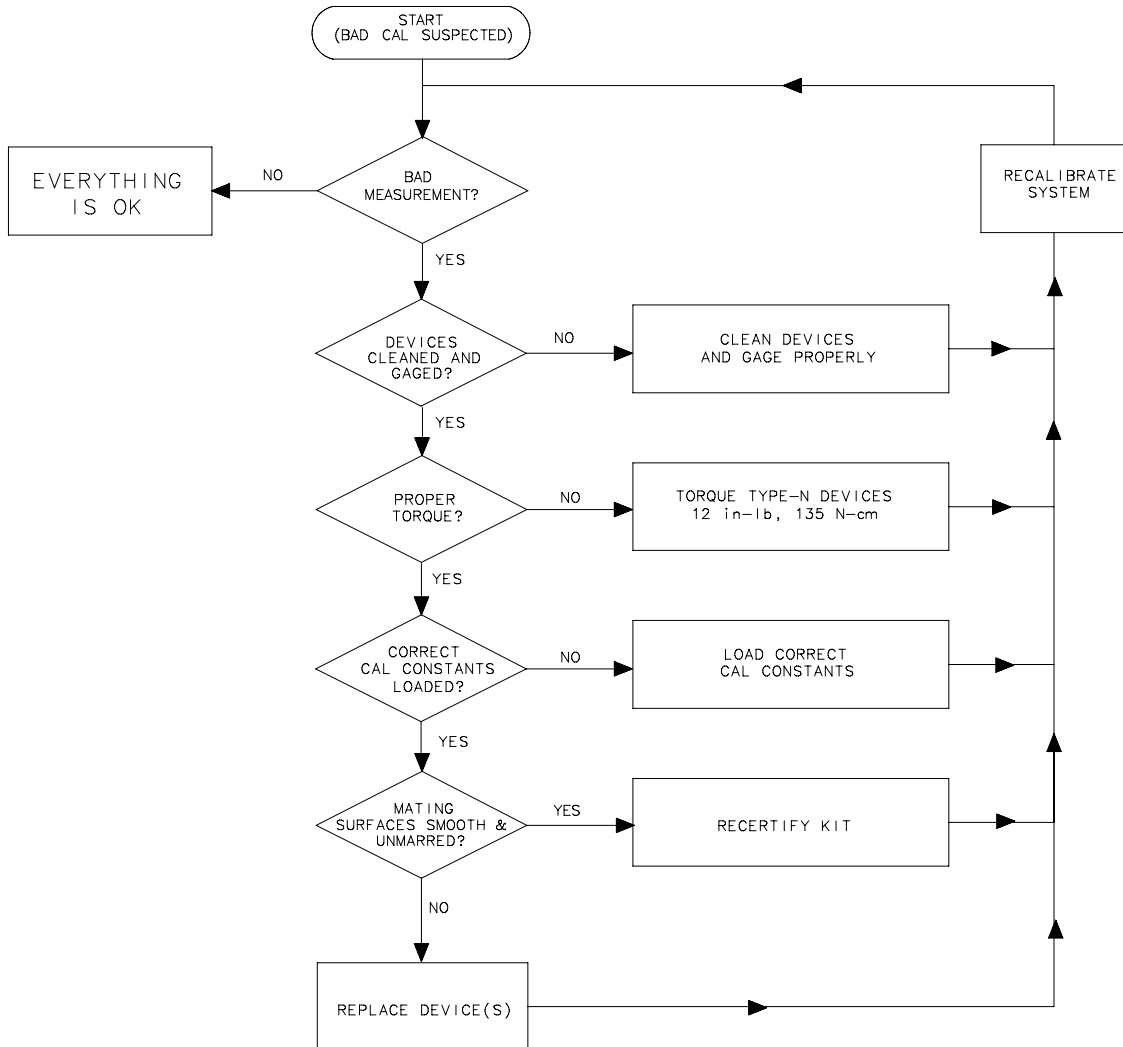 START
(BAD CAL SUSPECTED)
BAD
MEASUREMENT?
NO
EVERYTHING
IS OK
RECALIBRATE
SYSTEM
YES
DEVICES
CLEANED AND
GAGED?
NO
CLEAN DEVICES
AND GAGE PROPERLY
YES
PROPER
TORQUE?
NO
TORQUE TYPE-N DEVICES
12 in-lb, 135 N-cm
YES
CORRECT
CAL CONSTANTS
LOADED?
NO
LOAD CORRECT
CAL CONSTANTS
YES
MATING
SURFACES SMOOTH &
UNMARRED?
YES
RECERTIFY KIT
NO
REPLACE DEVICE(S)